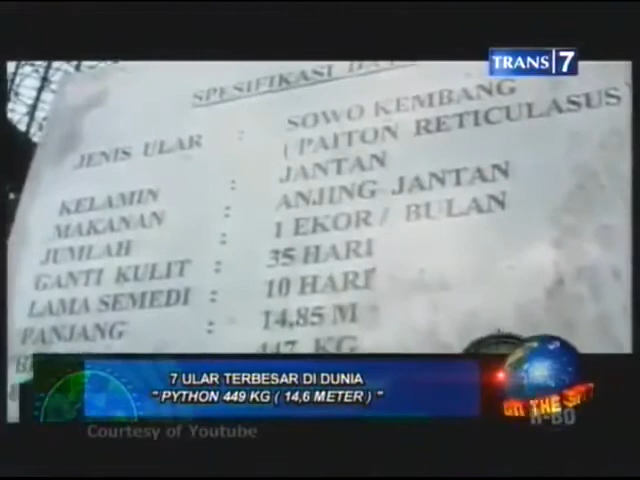 TRANS|7
SPESIFIKASI
JENIS ULAR : SOWO KEMBANG
( PAITON RETICULASUS )
KELAMIN : JANTAN
MAKANAN : ANJING JANTAN
JUMLAH : 1 EKOR / BULAN
GANTI KULIT : 35 HARI
LAMA SEMEDI : 10 HARI
PANJANG : 14,85 M
447 KG
7 ULAR TERBESAR DI DUNIA
" PYTHON 449 KG ( 14,6 METER ) "
ON THE SPOT
Courtesy of Youtube